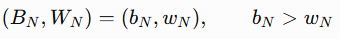 (B_N, W_N) = (b_N, w_N),   b_N > w_N